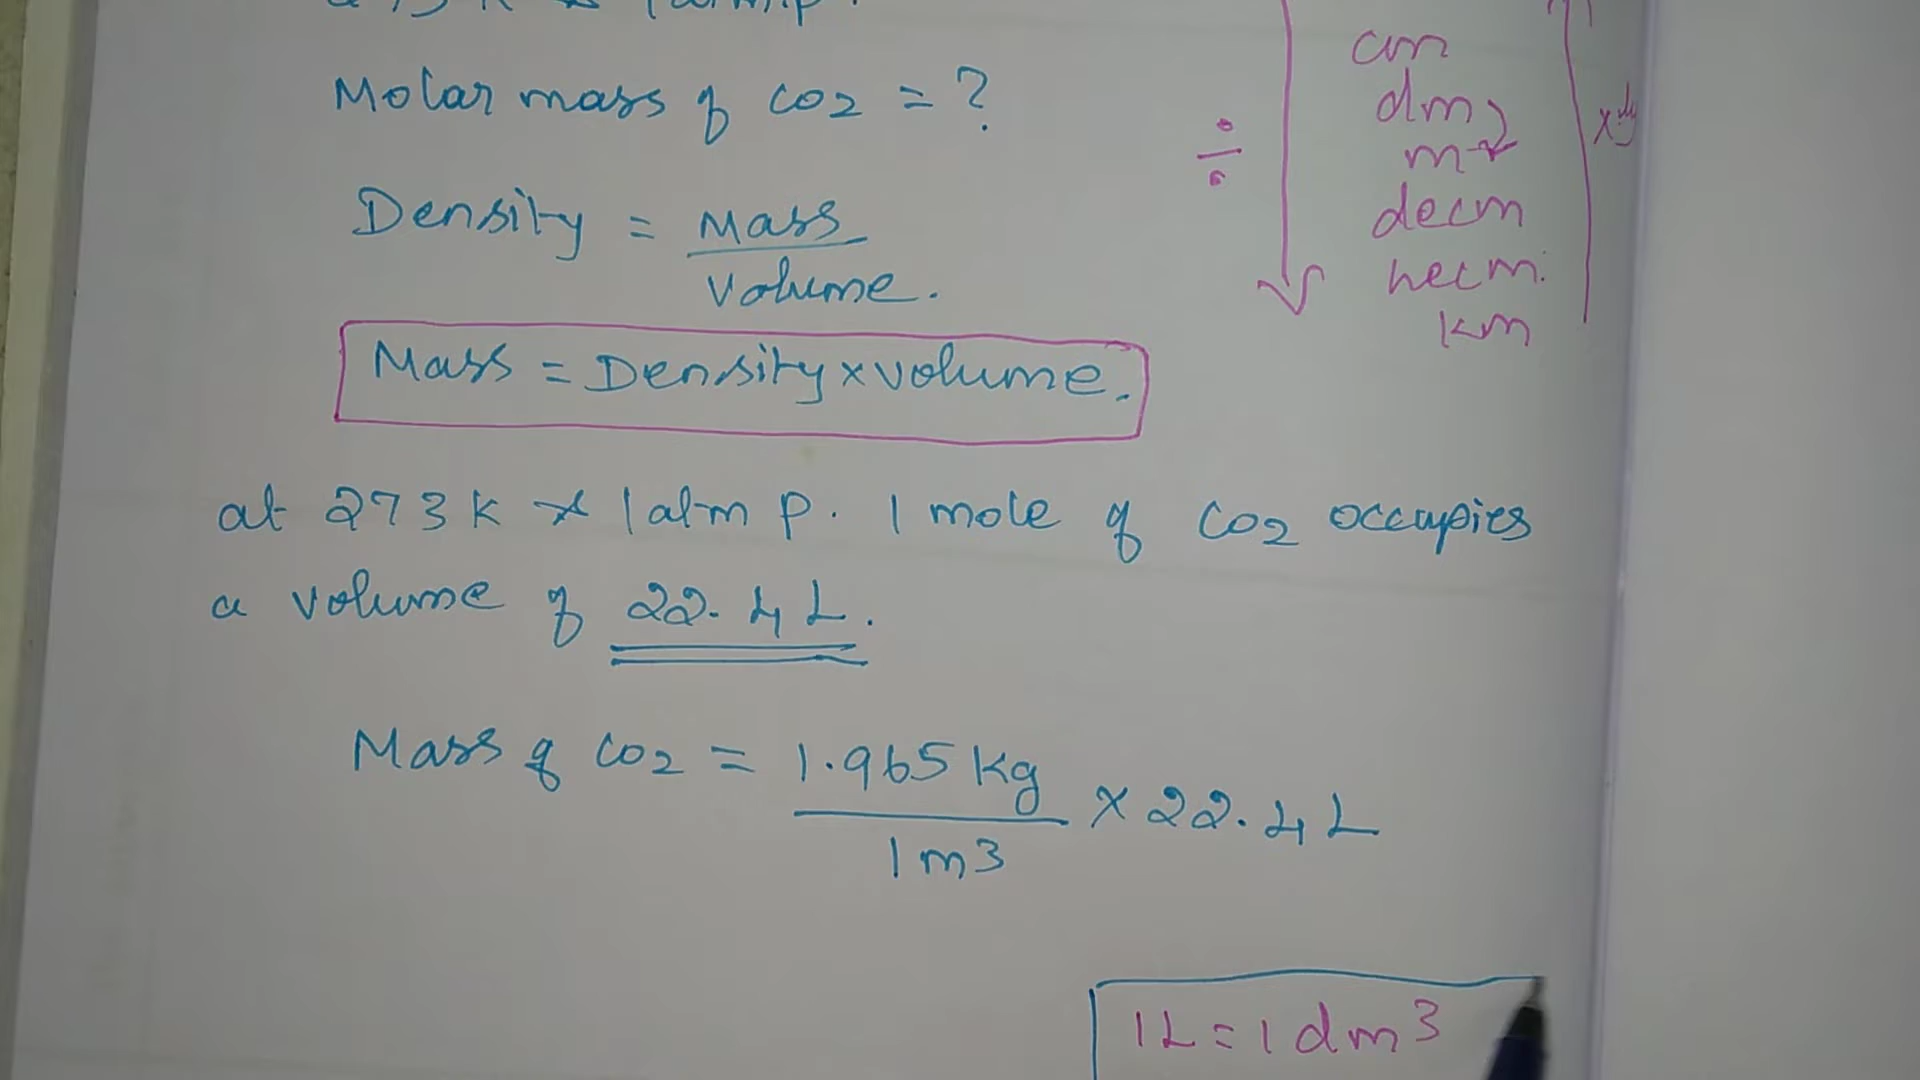 Molar mass of co2 = ?
Density = Mass
Volume.
Mass = Density × volume.
at 273 K & 1 atm p. 1 mole of co2 occupies
a volume of 22.4 L.
Mass of co2 = 1.965 kg × 22.4 L
1 m3
1L = 1 dm3
cm
dm
m
decm
hecm.
km
÷